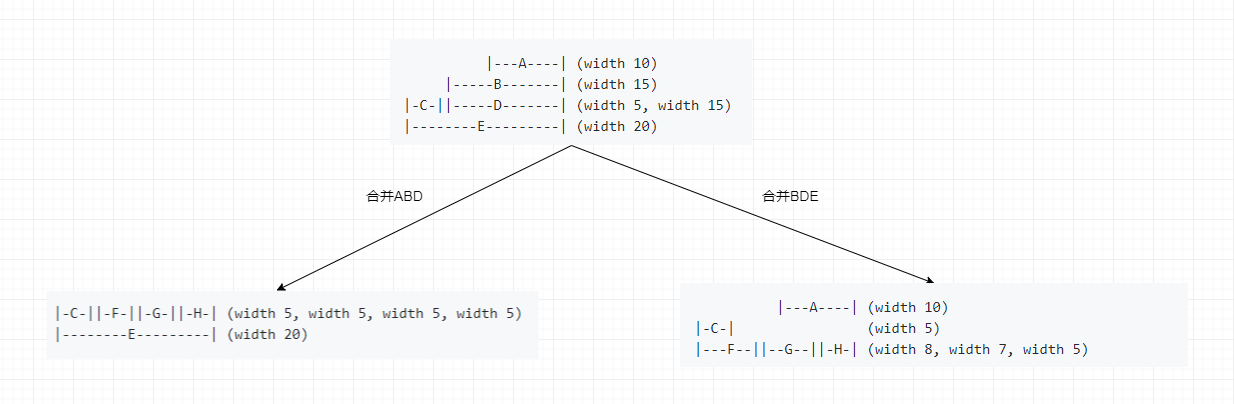 |---A----| (width 10)
|-----B-------| (width 15)
|-C-||-----D-------| (width 5, width 15)
|--------E---------| (width 20)
合并ABD
合并BDE
|-C-||-F-||-G-||-H-| (width 5, width 5, width 5, width 5)
|--------E---------| (width 20)
|---A----| (width 10)
|-C-| (width 5)
|---F--||--G--||-H-| (width 8, width 7, width 5)